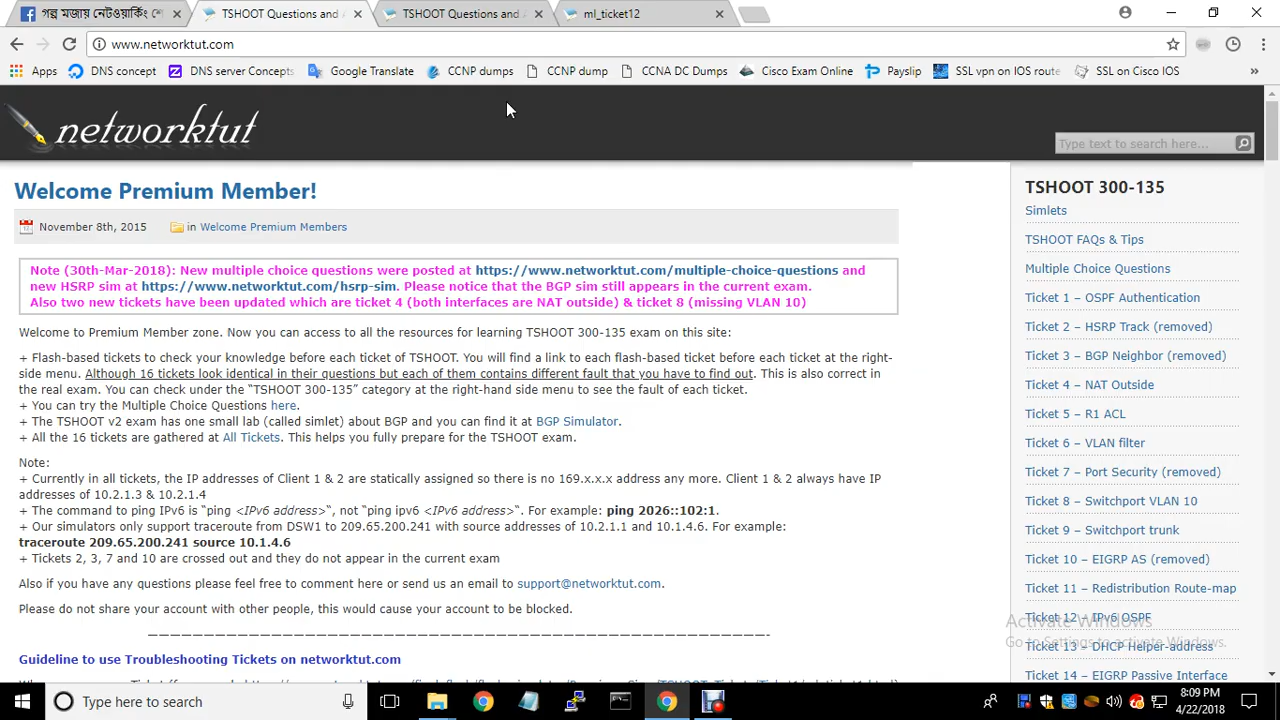 গল্প মজায় নেটওয়ার্কিং শে
TSHOOT Questions and A
TSHOOT Questions and A
ml_ticket12
www.networktut.com
Apps
DNS concept
DNS server Concepts
Google Translate
CCNP dumps
CCNP dump
CCNA DC Dumps
Cisco Exam Online
Payslip
SSL vpn on IOS route
SSL on Cisco IOS
»
networktut
Type text to search here...
Welcome Premium Member!
November 8th, 2015 in Welcome Premium Members
Note (30th-Mar-2018): New multiple choice questions were posted at https://www.networktut.com/multiple-choice-questions and
new HSRP sim at https://www.networktut.com/hsrp-sim. Please notice that the BGP sim still appears in the current exam.
Also two new tickets have been updated which are ticket 4 (both interfaces are NAT outside) & ticket 8 (missing VLAN 10)
Welcome to Premium Member zone. Now you can access to all the resources for learning TSHOOT 300-135 exam on this site:
+ Flash-based tickets to check your knowledge before each ticket of TSHOOT. You will find a link to each flash-based ticket before each ticket at the right-
side menu. Although 16 tickets look identical in their questions but each of them contains different fault that you have to find out. This is also correct in
the real exam. You can check under the “TSHOOT 300-135” category at the right-hand side menu to see the fault of each ticket.
+ You can try the Multiple Choice Questions here.
+ The TSHOOT v2 exam has one small lab (called simlet) about BGP and you can find it at BGP Simulator.
+ All the 16 tickets are gathered at All Tickets. This helps you fully prepare for the TSHOOT exam.
Note:
+ Currently in all tickets, the IP addresses of Client 1 & 2 are statically assigned so there is no 169.x.x.x address any more. Client 1 & 2 always have IP
addresses of 10.2.1.3 & 10.2.1.4
+ The command to ping IPv6 is “ping <IPv6 address>“, not “ping ipv6 <IPv6 address>“. For example: ping 2026::102:1.
+ Our simulators only support traceroute from DSW1 to 209.65.200.241 with source addresses of 10.2.1.1 and 10.1.4.6. For example:
traceroute 209.65.200.241 source 10.1.4.6
+ Tickets 2, 3, 7 and 10 are crossed out and they do not appear in the current exam
Also if you have any questions please feel free to comment here or send us an email to support@networktut.com.
Please do not share your account with other people, this would cause your account to be blocked.
Guideline to use Troubleshooting Tickets on networktut.com
TSHOOT 300-135
Simlets
TSHOOT FAQs & Tips
Multiple Choice Questions
Ticket 1 – OSPF Authentication
Ticket 2 – HSRP Track (removed)
Ticket 3 – BGP Neighbor (removed)
Ticket 4 – NAT Outside
Ticket 5 – R1 ACL
Ticket 6 – VLAN filter
Ticket 7 – Port Security (removed)
Ticket 8 – Switchport VLAN 10
Ticket 9 – Switchport trunk
Ticket 10 – EIGRP AS (removed)
Ticket 11 – Redistribution Route-map
Ticket 12 – IPv6 OSPF
Ticket 13 – DHCP Helper-address
Ticket 14 – EIGRP Passive Interface
Activate Windows
Go to Settings to activate Windows.
Type here to search
8:09 PM
4/22/2018